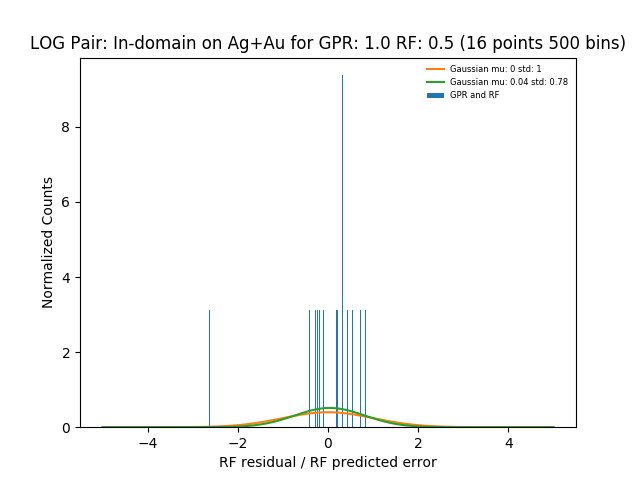 LOG Pair: In-domain on Ag+Au for GPR: 1.0 RF: 0.5 (16 points 500 bins)
Gaussian mu: 0 std: 1
Gaussian mu: 0.04 std: 0.78
GPR and RF
Normalized Counts
8
6
4
2
0
−4
−2
0
2
4
RF residual / RF predicted error